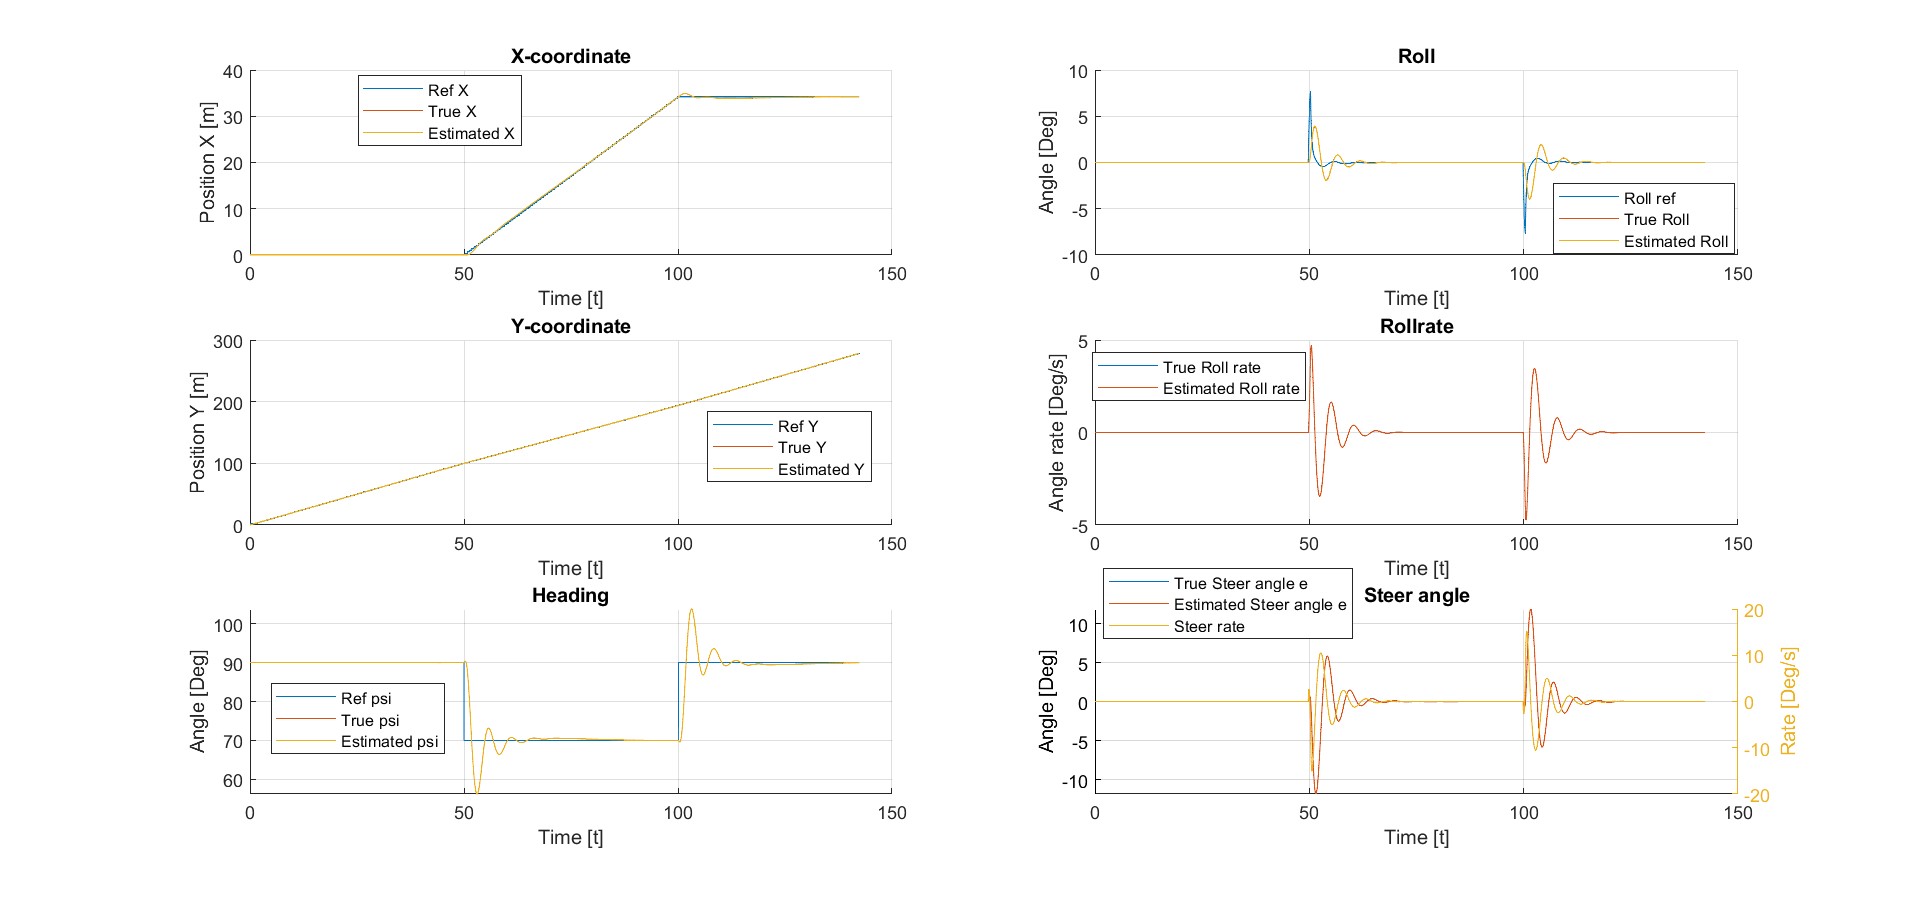 X-coordinate
40
30
20
10
0
Position X [m]
Ref X
True X
Estimated X
0
50
100
150
Time [t]
Roll
10
5
0
-5
-10
Angle [Deg]
Roll ref
True Roll
Estimated Roll
0
50
100
150
Time [t]
Y-coordinate
300
200
100
0
Position Y [m]
Ref Y
True Y
Estimated Y
0
50
100
150
Time [t]
Rollrate
5
0
-5
Angle rate [Deg/s]
True Roll rate
Estimated Roll rate
0
50
100
150
Time [t]
Heading
100
90
80
70
60
Angle [Deg]
Ref psi
True psi
Estimated psi
0
50
100
150
Time [t]
Steer angle
True Steer angle e
Estimated Steer angle e
Steer rate
10
5
0
-5
-10
Angle [Deg]
20
10
0
-10
-20
Rate [Deg/s]
0
50
100
150
Time [t]